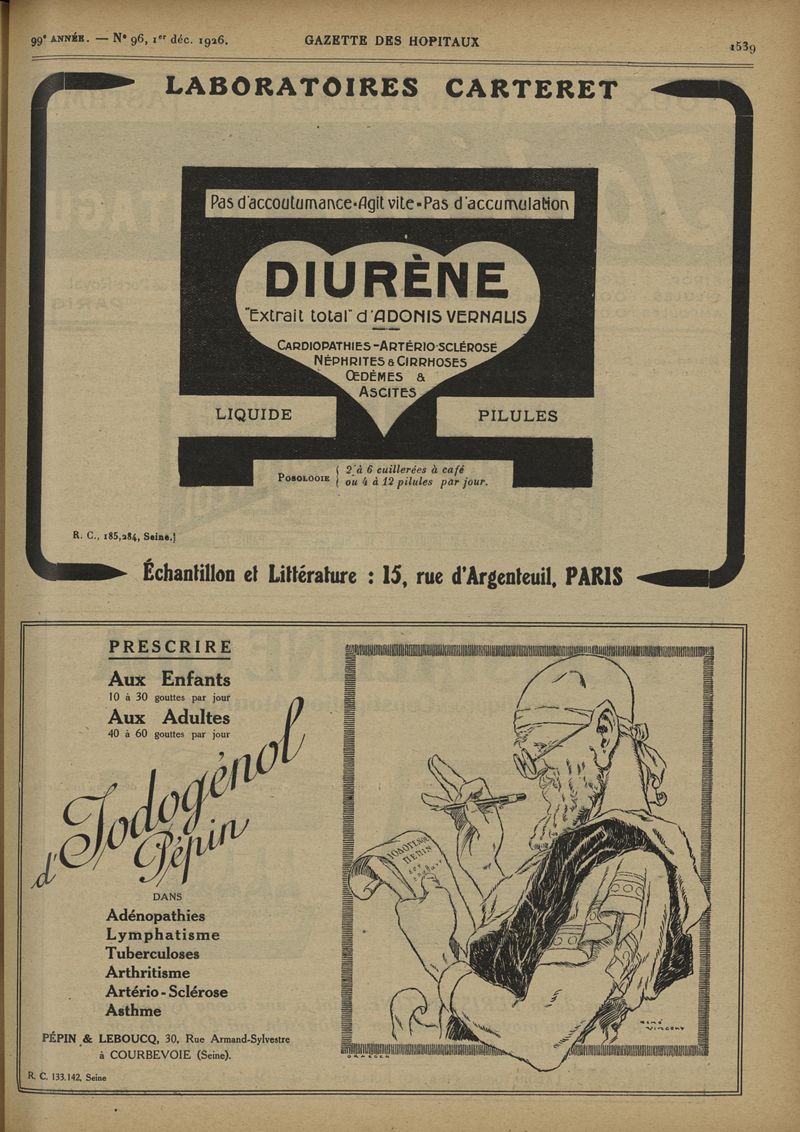 99e ANNÉE. — No 96, 1er déc. 1926.
GAZETTE DES HOPITAUX
1539
LABORATOIRES CARTERET
Pas d'accoutumance-Agit vite-Pas d'accumulation
DIURÈNE
"Extrait total" d'ADONIS VERNALIS
CARDIOPATHIES-ARTÉRIO-SCLÉROSE
NÉPHRITES & CIRRHOSES
ŒDÈMES &
ASCITES
LIQUIDE
PILULES
POSOLOGIE
2 à 6 cuillerées à café
ou 4 à 12 pilules par jour.
R. C., 185,284, Seine.
Échantillon et Littérature : 15, rue d'Argenteuil, PARIS
PRESCRIRE
Aux Enfants
10 à 30 gouttes par jour
Aux Adultes
40 à 60 gouttes par jour
d'Iodogénol
Pépin
DANS
Adénopathies
Lymphatisme
Tuberculoses
Arthritisme
Artério-Sclérose
Asthme
PÉPIN & LEBOUCQ, 30, Rue Armand-Sylvestre
à COURBEVOIE (Seine).
R. C. 133.142, Seine
RENÉ
VINCENT
DRAEGER